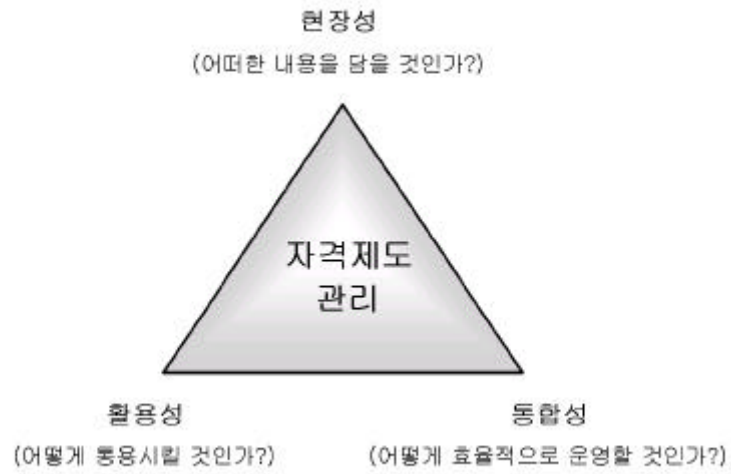 현장성
(어떠한 내용을 담을 것인가?)
자격제도
관리
활용성
통합성
(어떻게 통용시킬 것인가?)
(어떻게 효율적으로 운영할 것인가?)